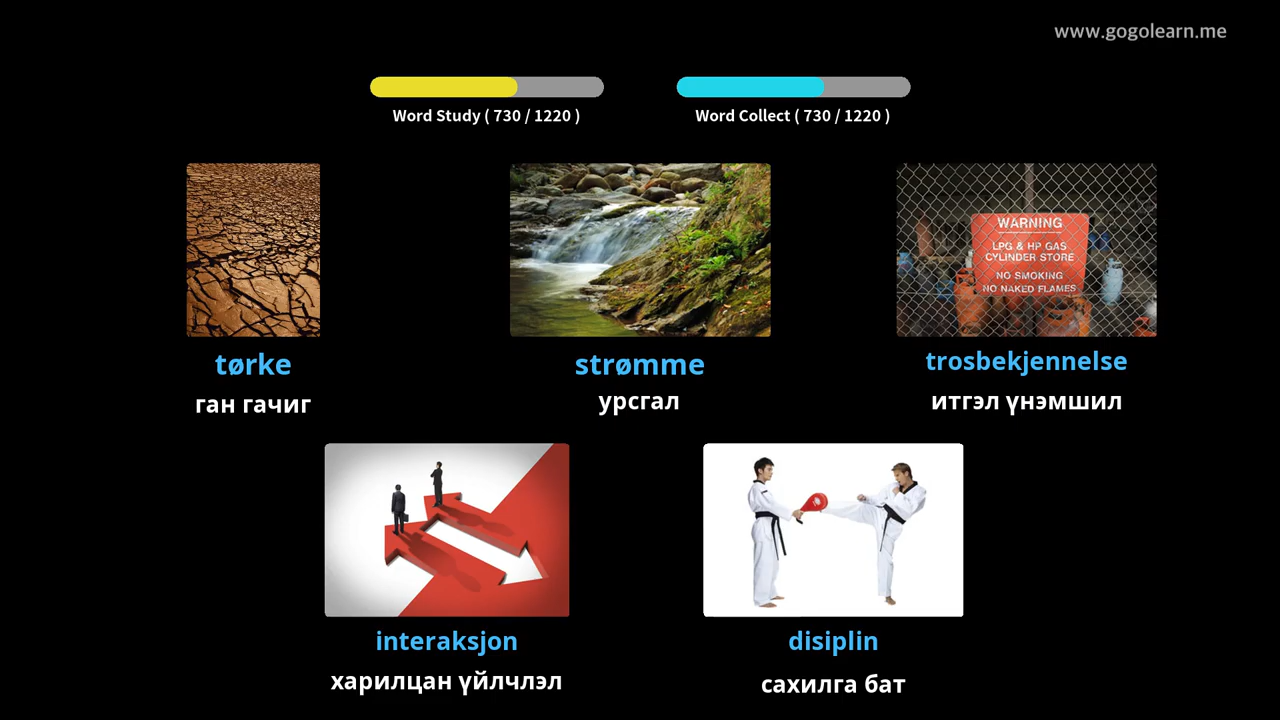 www.gogolearn.me
Word Study ( 730 / 1220 )
Word Collect ( 730 / 1220 )
WARNING
LPG & HP GAS
CYLINDER STORE
NO SMOKING
NO NAKED FLAMES
tørke
ган гачиг
strømme
урсгал
trosbekjennelse
итгэл үнэмшил
interaksjon
харилцан үйлчлэл
disiplin
сахилга бат